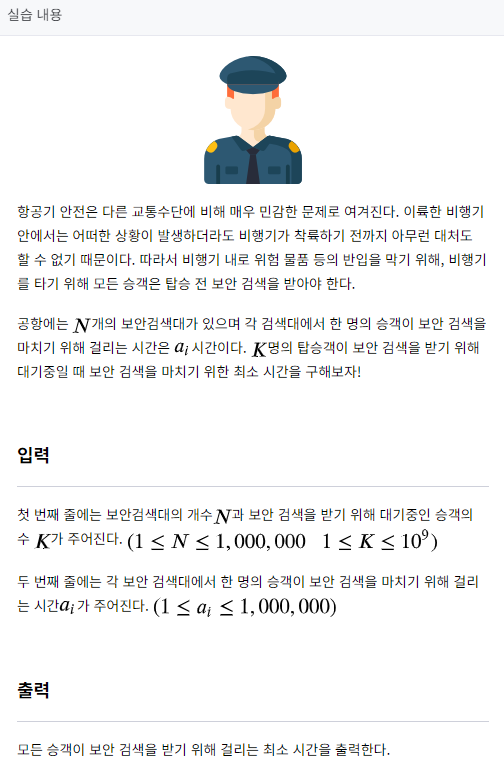 실습 내용
항공기 안전은 다른 교통수단에 비해 매우 민감한 문제로 여겨진다. 이륙한 비행기
안에서는 어떠한 상황이 발생하더라도 비행기가 착륙하기 전까지 아무런 대처도
할 수 없기 때문이다. 따라서 비행기 내로 위험 물품 등의 반입을 막기 위해, 비행기
를 타기 위해 모든 승객은 탑승 전 보안 검색을 받아야 한다.
공항에는 N개의 보안검색대가 있으며 각 검색대에서 한 명의 승객이 보안 검색을
마치기 위해 걸리는 시간은 a_i 시간이다. K명의 탑승객이 보안 검색을 받기 위해
대기중일 때 보안 검색을 마치기 위한 최소 시간을 구해보자!
입력
첫 번째 줄에는 보안검색대의 개수N과 보안 검색을 받기 위해 대기중인 승객의
수 K가 주어진다. (1 ≤ N ≤ 1,000,000 1 ≤ K ≤ 10^9)
두 번째 줄에는 각 보안 검색대에서 한 명의 승객이 보안 검색을 마치기 위해 걸리
는 시간a_i 가 주어진다. (1 ≤ a_i ≤ 1,000,000)
출력
모든 승객이 보안 검색을 받기 위해 걸리는 최소 시간을 출력한다.